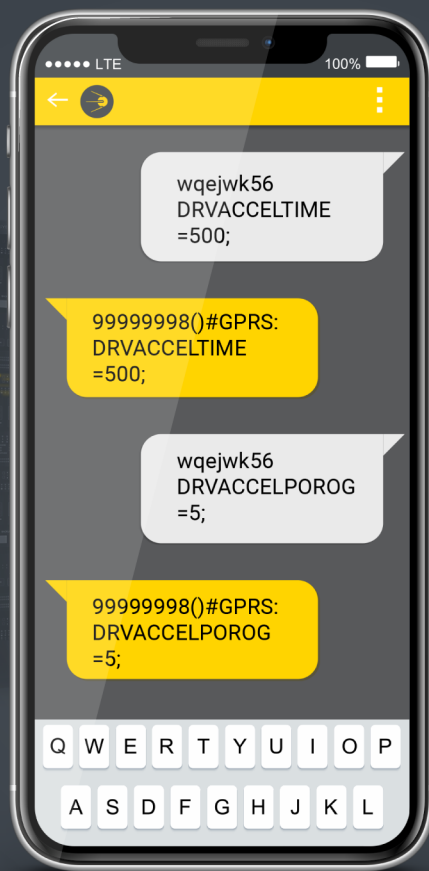 LTE 100%
wqejwk56
DRVACCELTIME
=500;
99999998()#GPRS:
DRVACCELTIME
=500;
wqejwk56
DRVACCELPOROG
=5;
99999998()#GPRS:
DRVACCELPOROG
=5;
Q W E R T Y U I O P
A S D F G H J K L